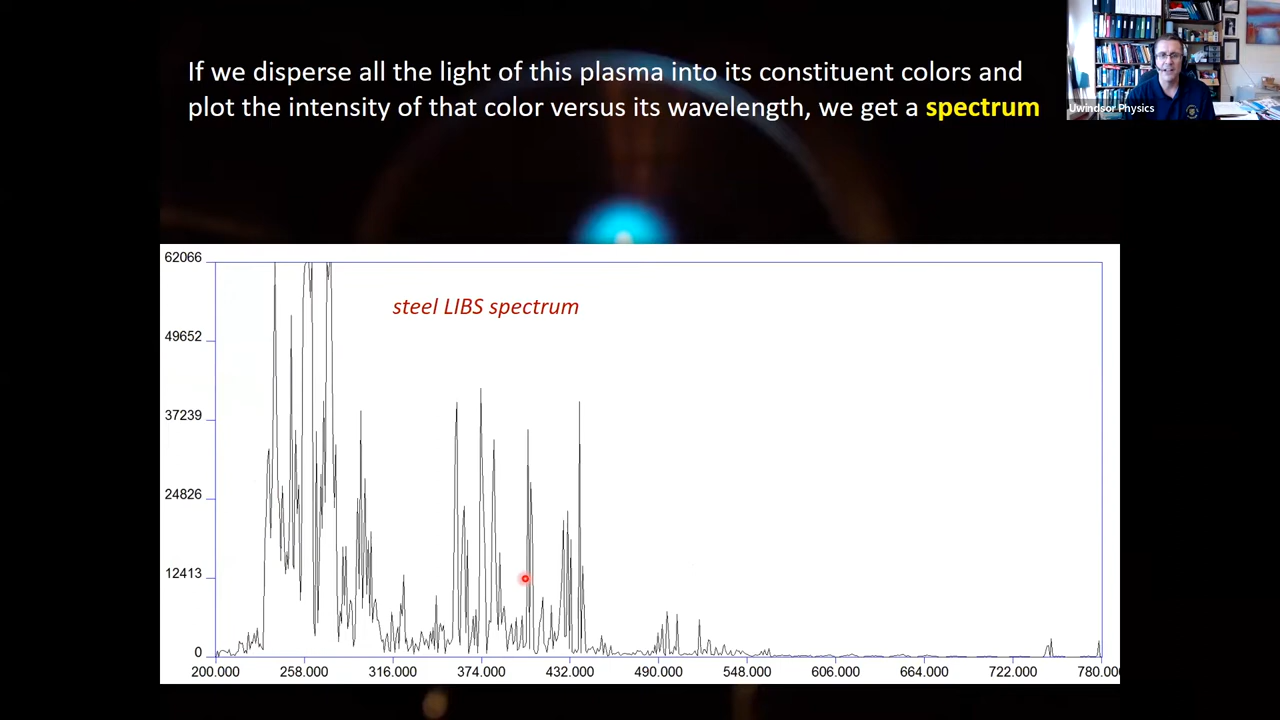 If we disperse all the light of this plasma into its constituent colors and
plot the intensity of that color versus its wavelength, we get a spectrum
Uwindsor Physics
steel LIBS spectrum
62066
49652
37239
24826
12413
0
200.000 258.000 316.000 374.000 432.000 490.000 548.000 606.000 664.000 722.000 780.000